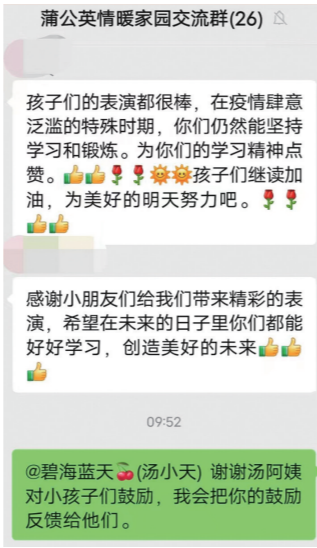 蒲公英情暖家园交流群(26)
孩子们的表演都很棒，在疫情肆意
泛滥的特殊时期，你们仍然能坚持
学习和锻炼。为你们的学习精神点
赞。👍👍🌹🌹🌞🌞孩子们继读加
油，为美好的明天努力吧。🌹🌹
👍👍
感谢小朋友们给我们带来精彩的表
演，希望在未来的日子里你们都能
好好学习，创造美好的未来👍👍
👍
09:52
@碧海蓝天🍒(汤小天) 谢谢汤阿姨
对小孩子们鼓励，我会把你的鼓励
反馈给他们。